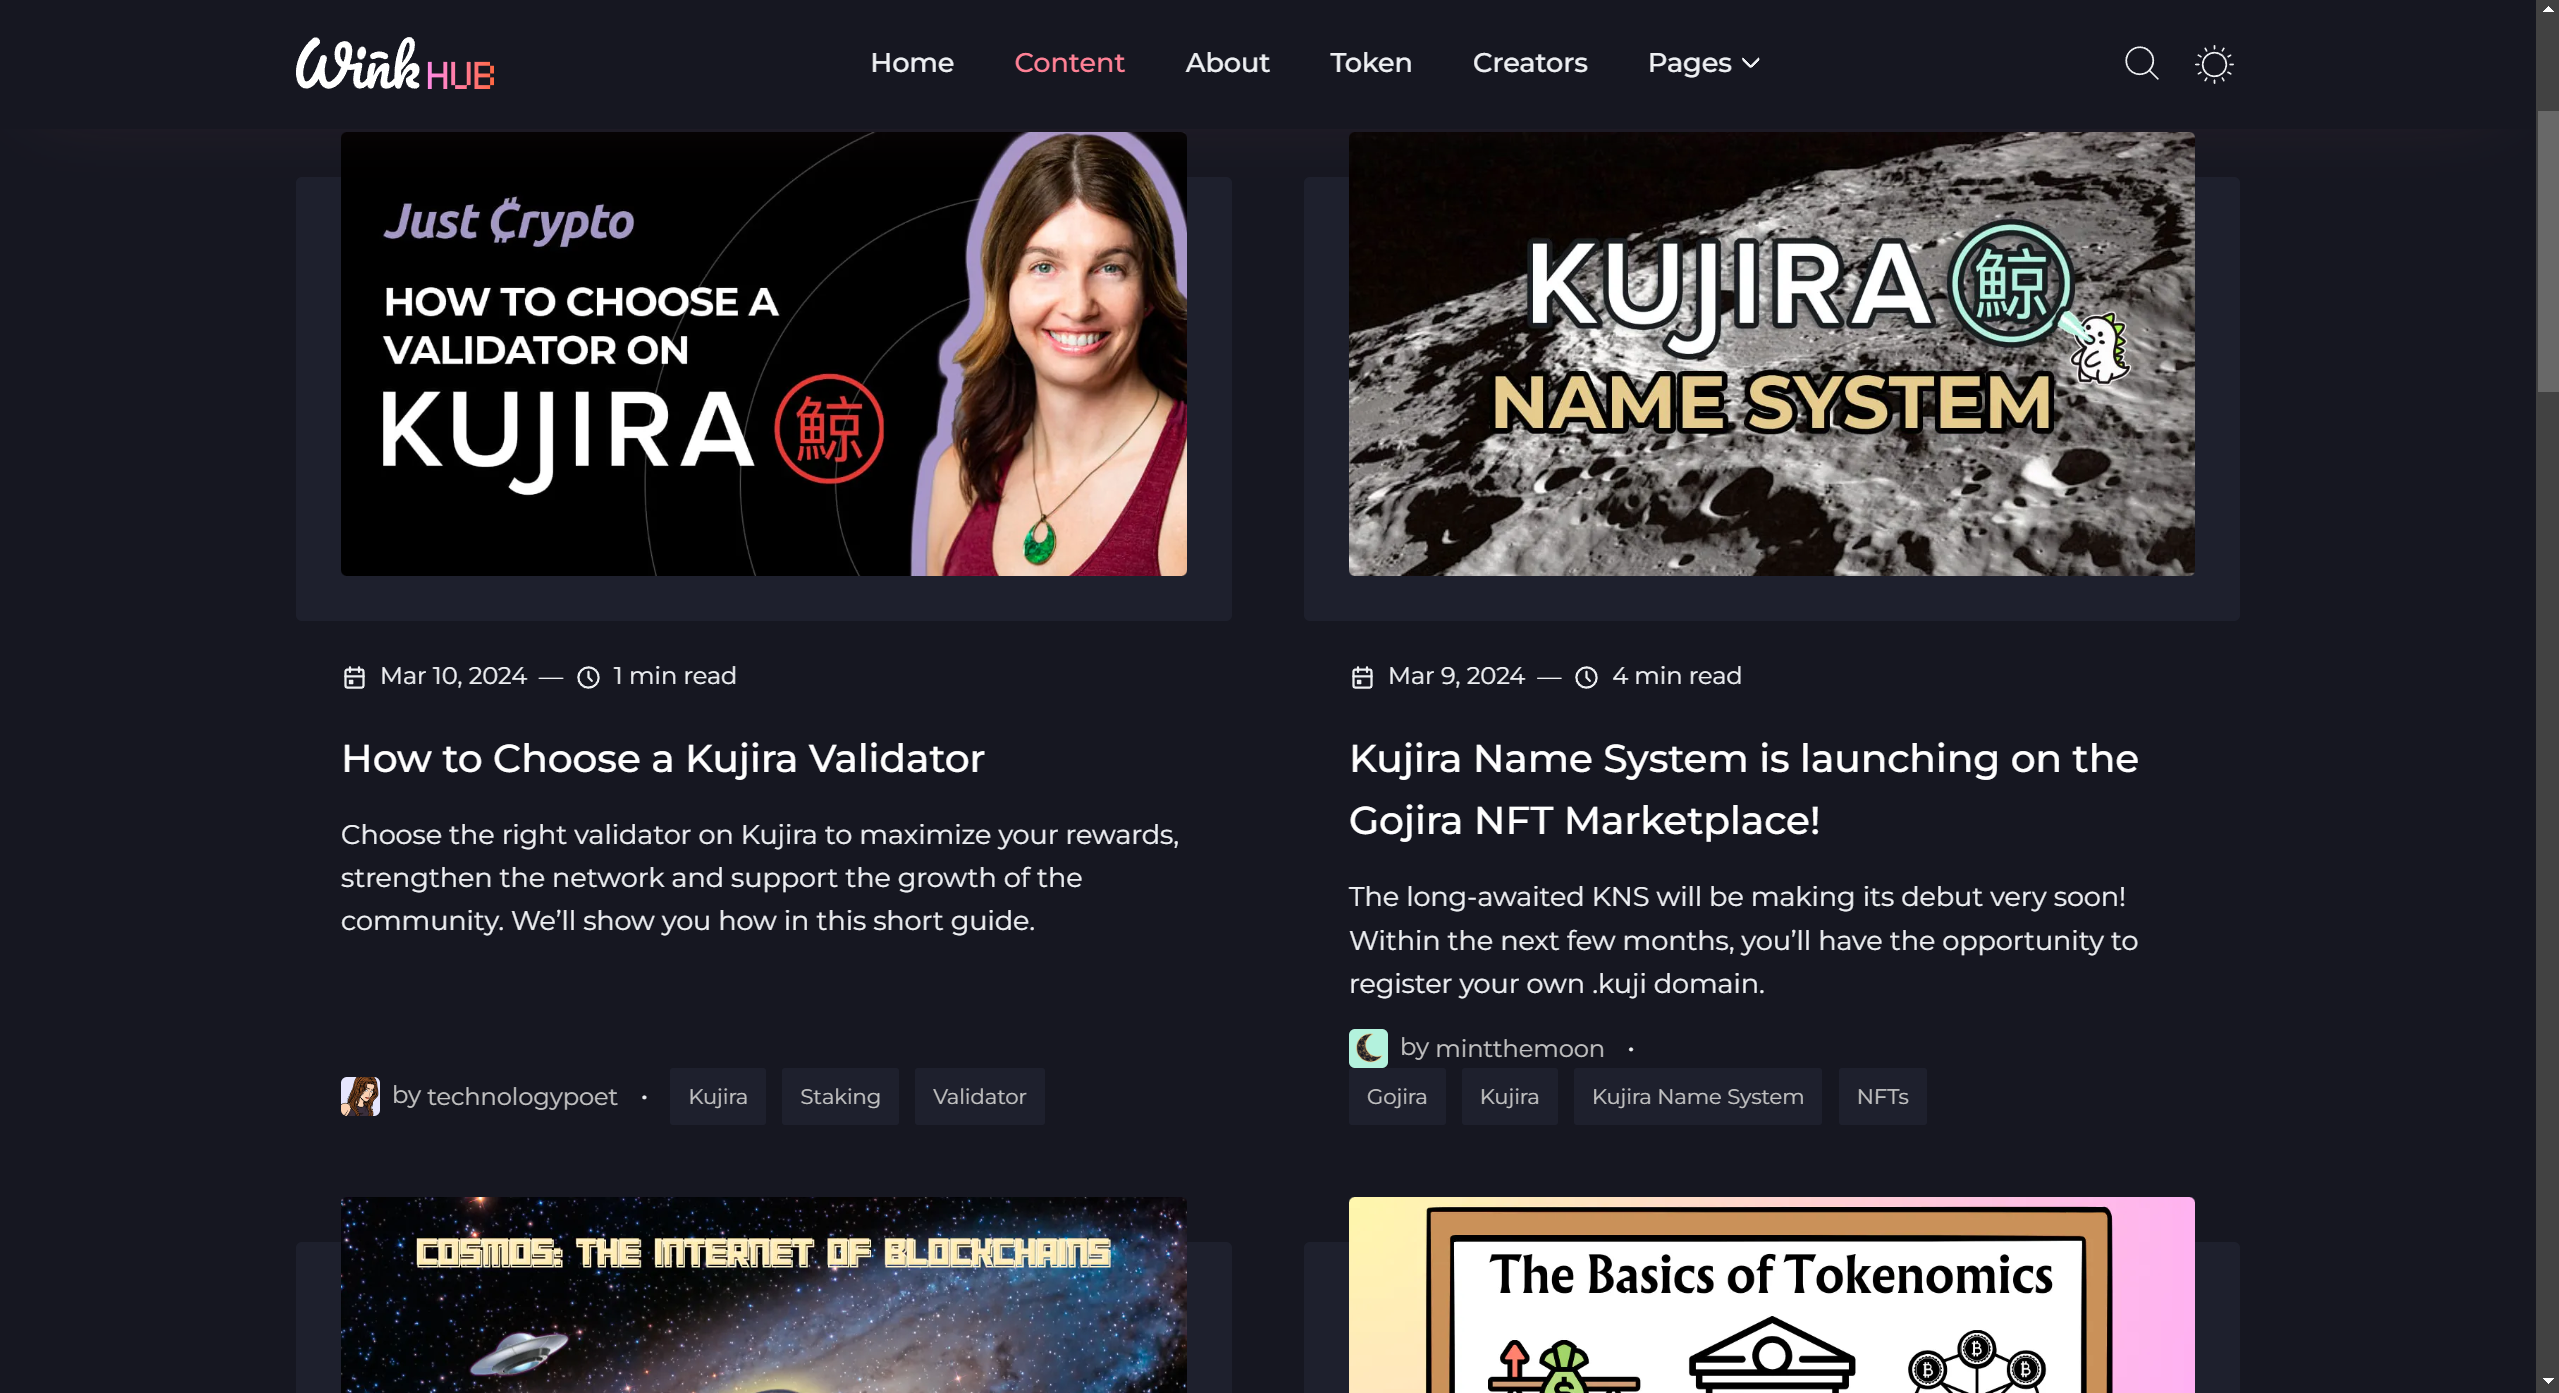 Wink HUB
Home
Content
About
Token
Creators
Pages
Just Crypto
HOW TO CHOOSE A
VALIDATOR ON
KUJIRA 鯨
KUJIRA 鯨
NAME SYSTEM
Mar 10, 2024 — 1 min read
How to Choose a Kujira Validator
Choose the right validator on Kujira to maximize your rewards,
strengthen the network and support the growth of the
community. We’ll show you how in this short guide.
by technologypoet •
Kujira
Staking
Validator
Mar 9, 2024 — 4 min read
Kujira Name System is launching on the
Gojira NFT Marketplace!
The long-awaited KNS will be making its debut very soon!
Within the next few months, you’ll have the opportunity to
register your own .kuji domain.
by mintthemoon •
Gojira
Kujira
Kujira Name System
NFTs
COSMOS: THE INTERNET OF BLOCKCHAINS
The Basics of Tokenomics